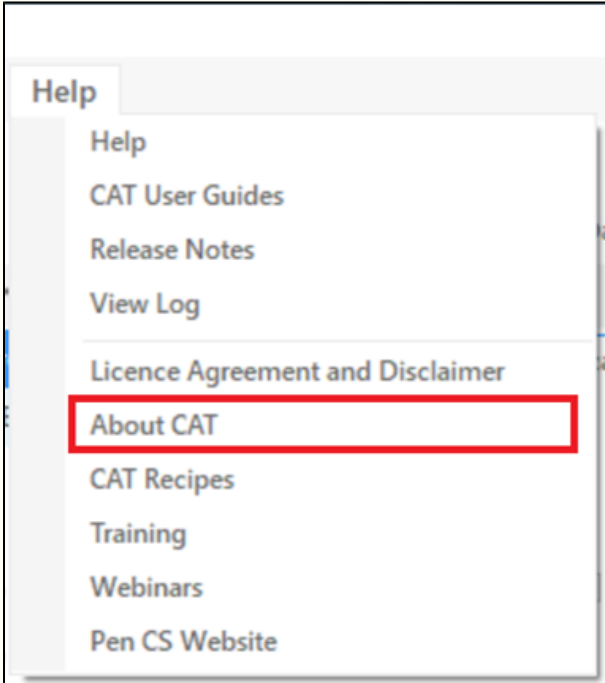 Help
Help
CAT User Guides
Release Notes
View Log
Licence Agreement and Disclaimer
About CAT
CAT Recipes
Training
Webinars
Pen CS Website